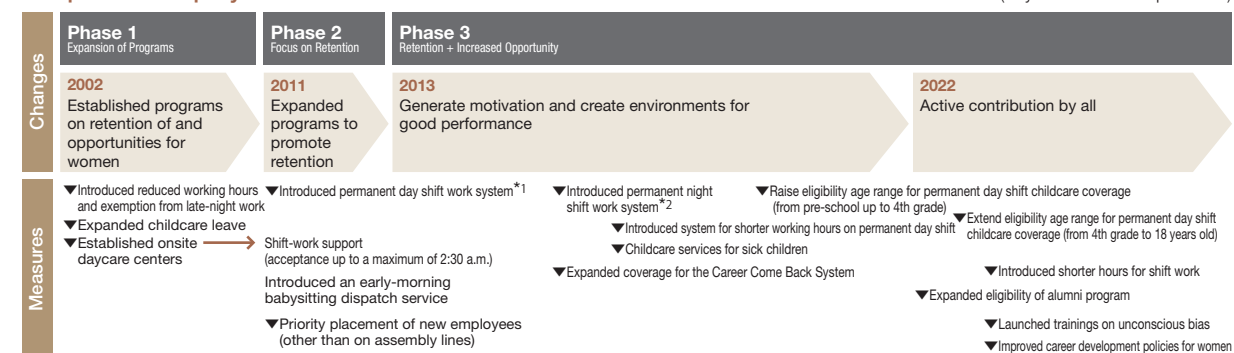 Changes
Phase 1
Expansion of Programs
Phase 2
Focus on Retention
Phase 3
Retention + Increased Opportunity
2002
Established programs
on retention of and
opportunities for
women
2011
Expanded
programs to
promote
retention
2013
Generate motivation and create environments for
good performance
2022
Active contribution by all
Measures
▼Introduced reduced working hours
and exemption from late-night work
▼Expanded childcare leave
▼Established onsite
daycare centers
▼Introduced permanent day shift work system*1
Shift-work support
(acceptance up to a maximum of 2:30 a.m.)
Introduced an early-morning
babysitting dispatch service
▼Priority placement of new employees
(other than on assembly lines)
▼Introduced permanent night
shift work system*2
▼Introduced system for shorter working hours on permanent day shift
▼Childcare services for sick children
▼Expanded coverage for the Career Come Back System
▼Raise eligibility age range for permanent day shift childcare coverage
(from pre-school up to 4th grade)
▼Extend eligibility age range for permanent day shift
childcare coverage (from 4th grade to 18 years old)
▼Introduced shorter hours for shift work
▼Expanded eligibility of alumni program
▼Launched trainings on unconscious bias
▼Improved career development policies for women